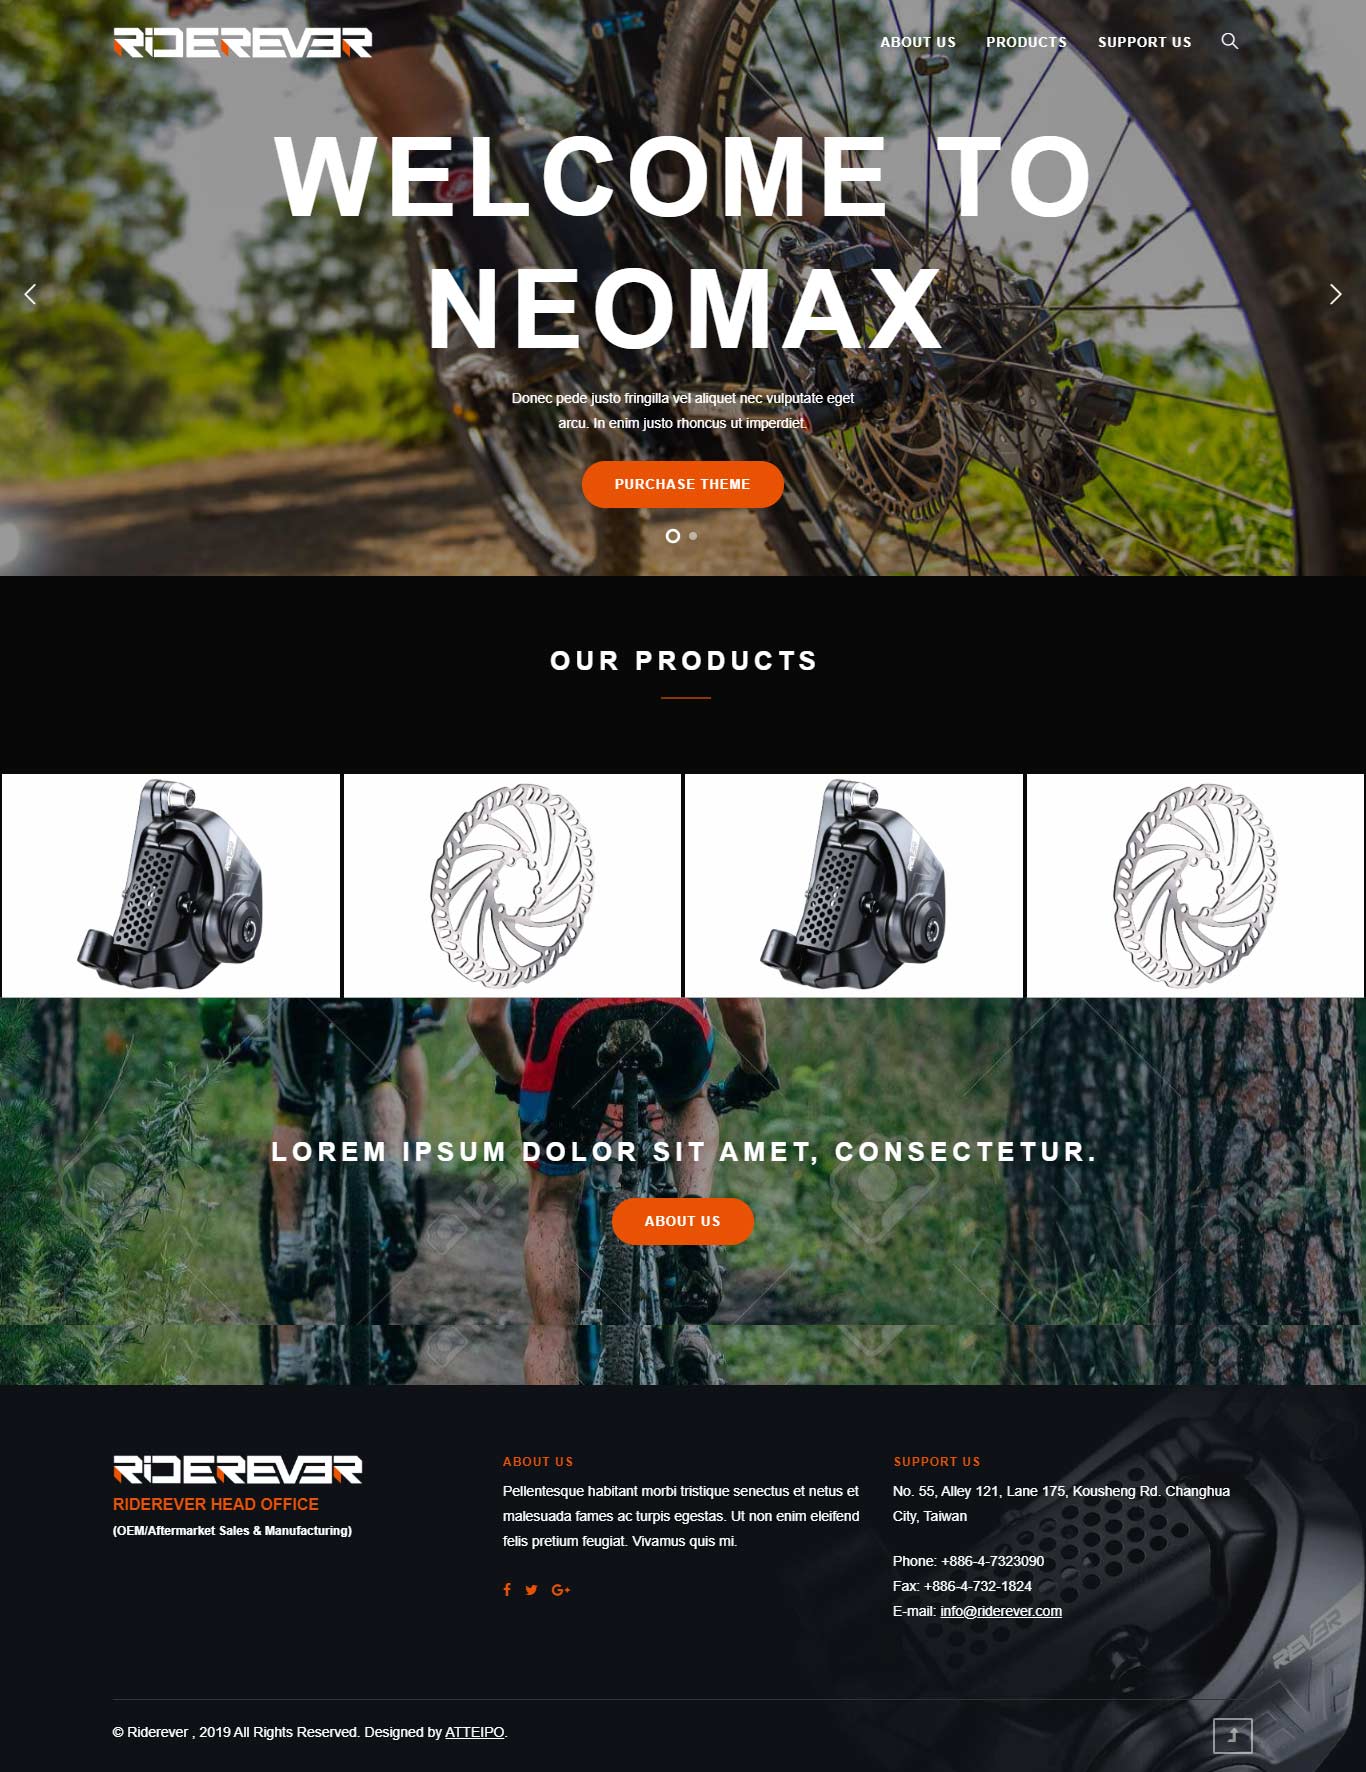 RIDEREVER
ABOUT US PRODUCTS SUPPORT US
WELCOME TO
NEOMAX
Donec pede justo fringilla vel aliquet nec vulputate eget
arcu. In enim justo rhoncus ut imperdiet.
PURCHASE THEME
OUR PRODUCTS
LOREM IPSUM DOLOR SIT AMET, CONSECTETUR.
ABOUT US
RIDEREVER
RIDEREVER HEAD OFFICE
(OEM/Aftermarket Sales & Manufacturing)
ABOUT US
Pellentesque habitant morbi tristique senectus et netus et
malesuada fames ac turpis egestas. Ut non enim eleifend
felis pretium feugiat. Vivamus quis mi.
SUPPORT US
No. 55, Alley 121, Lane 175, Kousheng Rd. Changhua
City, Taiwan
Phone: +886-4-7323090
Fax: +886-4-732-1824
E-mail: info@riderever.com
REVER
© Riderever , 2019 All Rights Reserved. Designed by ATTEIPO.